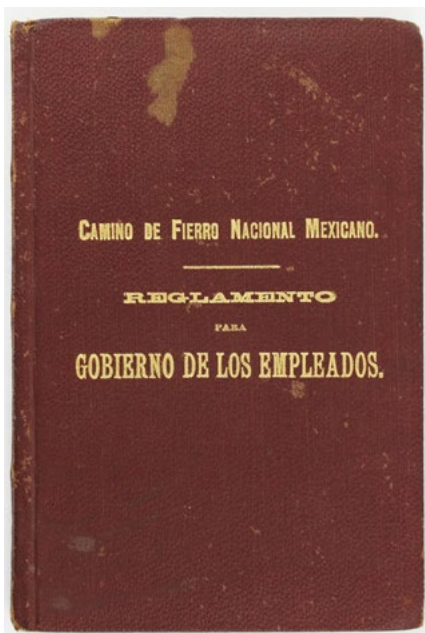 CAMINO DE FIERRO NACIONAL MEXICANO.
REGLAMENTO
PARA
GOBIERNO DE LOS EMPLEADOS.